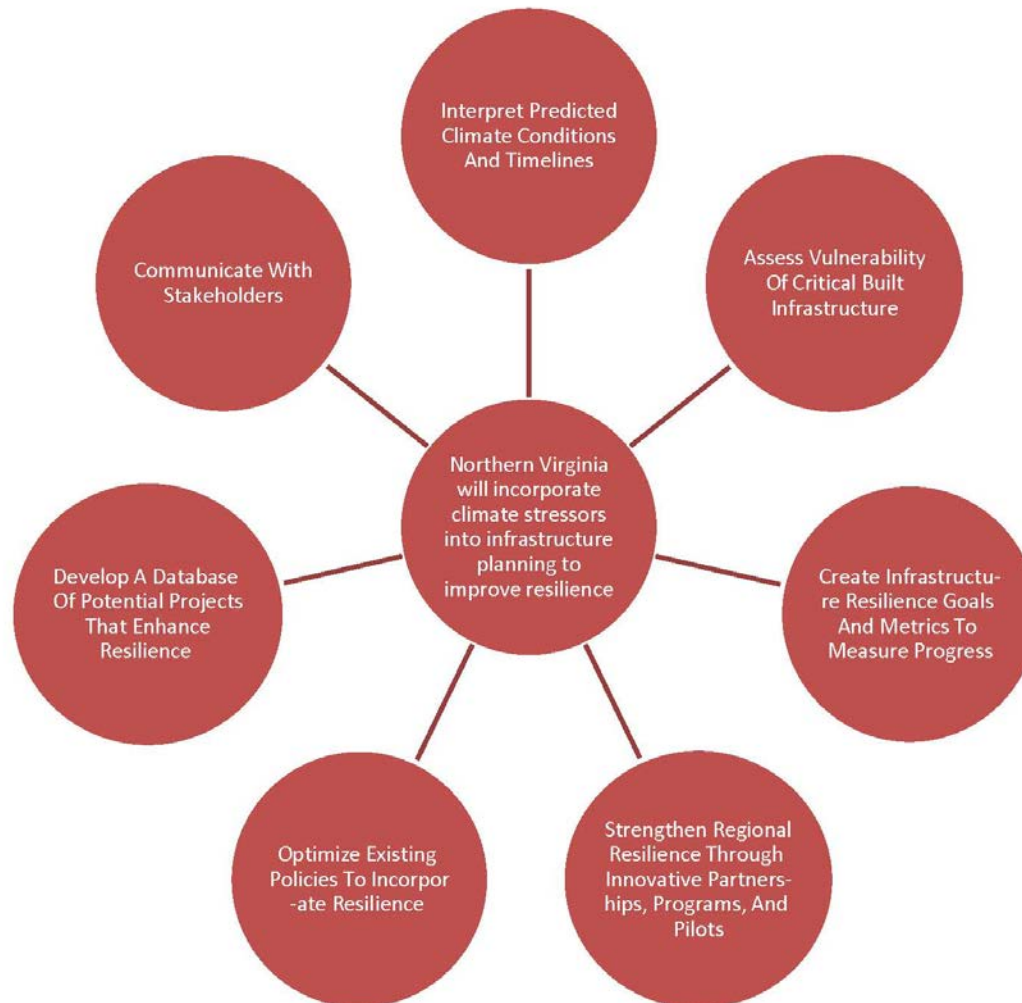 Interpret Predicted
Climate Conditions
And Timelines
Communicate With
Stakeholders
Assess Vulnerability
Of Critical Built
Infrastructure
Northern Virginia
will incorporate
climate stressors
into infrastructure
planning to
improve resilience
Develop A Database
Of Potential Projects
That Enhance
Resilience
Create Infrastructu-
re Resilience Goals
And Metrics To
Measure Progress
Optimize Existing
Policies To Incorpor
-ate Resilience
Strengthen Regional
Resilience Through
Innovative Partners-
hips, Programs, And
Pilots